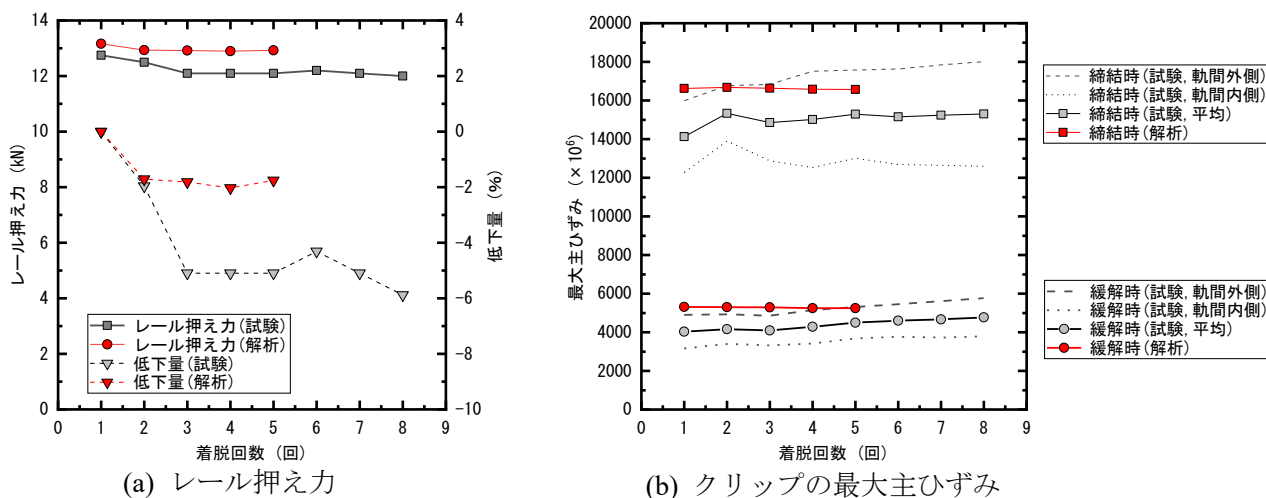 14
12
10
8
6
4
2
0
レール押え力 (kN)
4
2
0
-2
-4
-6
-8
-10
低下量 (%)
レール押え力(試験)
レール押え力(解析)
低下量(試験)
低下量(解析)
0 1 2 3 4 5 6 7 8 9
着脱回数 (回)
(a) レール押え力
20000
18000
16000
14000
12000
10000
8000
6000
4000
2000
0
最大主ひずみ (×10⁶)
0 1 2 3 4 5 6 7 8 9
着脱回数 (回)
(b) クリップの最大主ひずみ
締結時(試験, 軌間外側)
締結時(試験, 軌間内側)
締結時(試験, 平均)
締結時(解析)
緩解時(試験, 軌間外側)
緩解時(試験, 軌間内側)
緩解時(試験, 平均)
緩解時(解析)